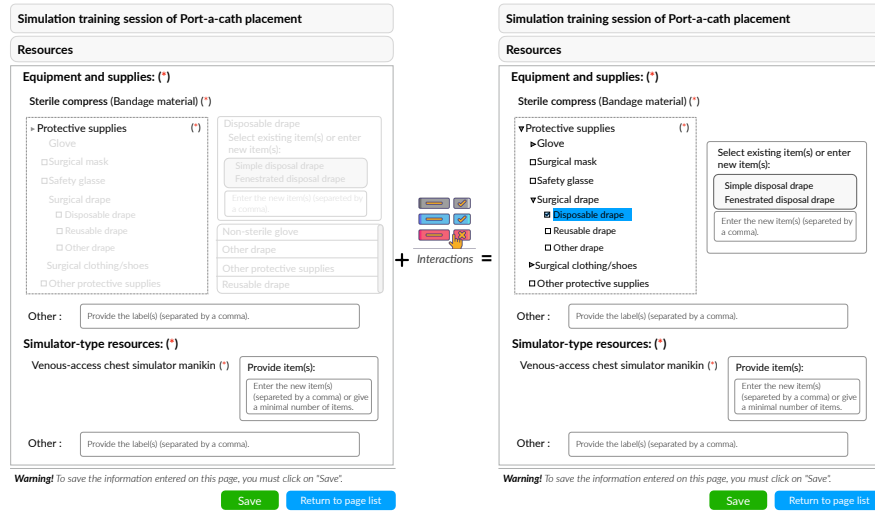 Simulation training session of Port-a-cath placement
Resources
Equipment and supplies: (*)
Sterile compress (Bandage material) (*)
Protective supplies (*)
Glove
Surgical mask
Safety glasse
Surgical drape
Disposable drape
Reusable drape
Other drape
Surgical clothing/shoes
Other protective supplies
Disposable drape
Select existing item(s) or enter
new item(s):
Simple disposal drape
Fenestrated disposal drape
Enter the new item(s) (separeted by
a comma).
Non-sterile glove
Other drape
Other protective supplies
Reusable drape
Other :
Provide the label(s) (separated by a comma).
Simulator-type resources: (*)
Venous-access chest simulator manikin (*)
Provide item(s):
Enter the new item(s)
(separeted by a comma) or give
a minimal number of items.
Other :
Provide the label(s) (separated by a comma).
Warning! To save the information entered on this page, you must click on "Save".
Save
Return to page list
+
Interactions
=
Simulation training session of Port-a-cath placement
Resources
Equipment and supplies: (*)
Sterile compress (Bandage material) (*)
Protective supplies (*)
Glove
Surgical mask
Safety glasse
Surgical drape
Disposable drape
Reusable drape
Other drape
Surgical clothing/shoes
Other protective supplies
Select existing item(s) or enter
new item(s):
Simple disposal drape
Fenestrated disposal drape
Enter the new item(s) (separeted by
a comma).
Other :
Provide the label(s) (separated by a comma).
Simulator-type resources: (*)
Venous-access chest simulator manikin (*)
Provide item(s):
Enter the new item(s)
(separeted by a comma) or give
a minimal number of items.
Other :
Provide the label(s) (separated by a comma).
Warning! To save the information entered on this page, you must click on "Save".
Save
Return to page list